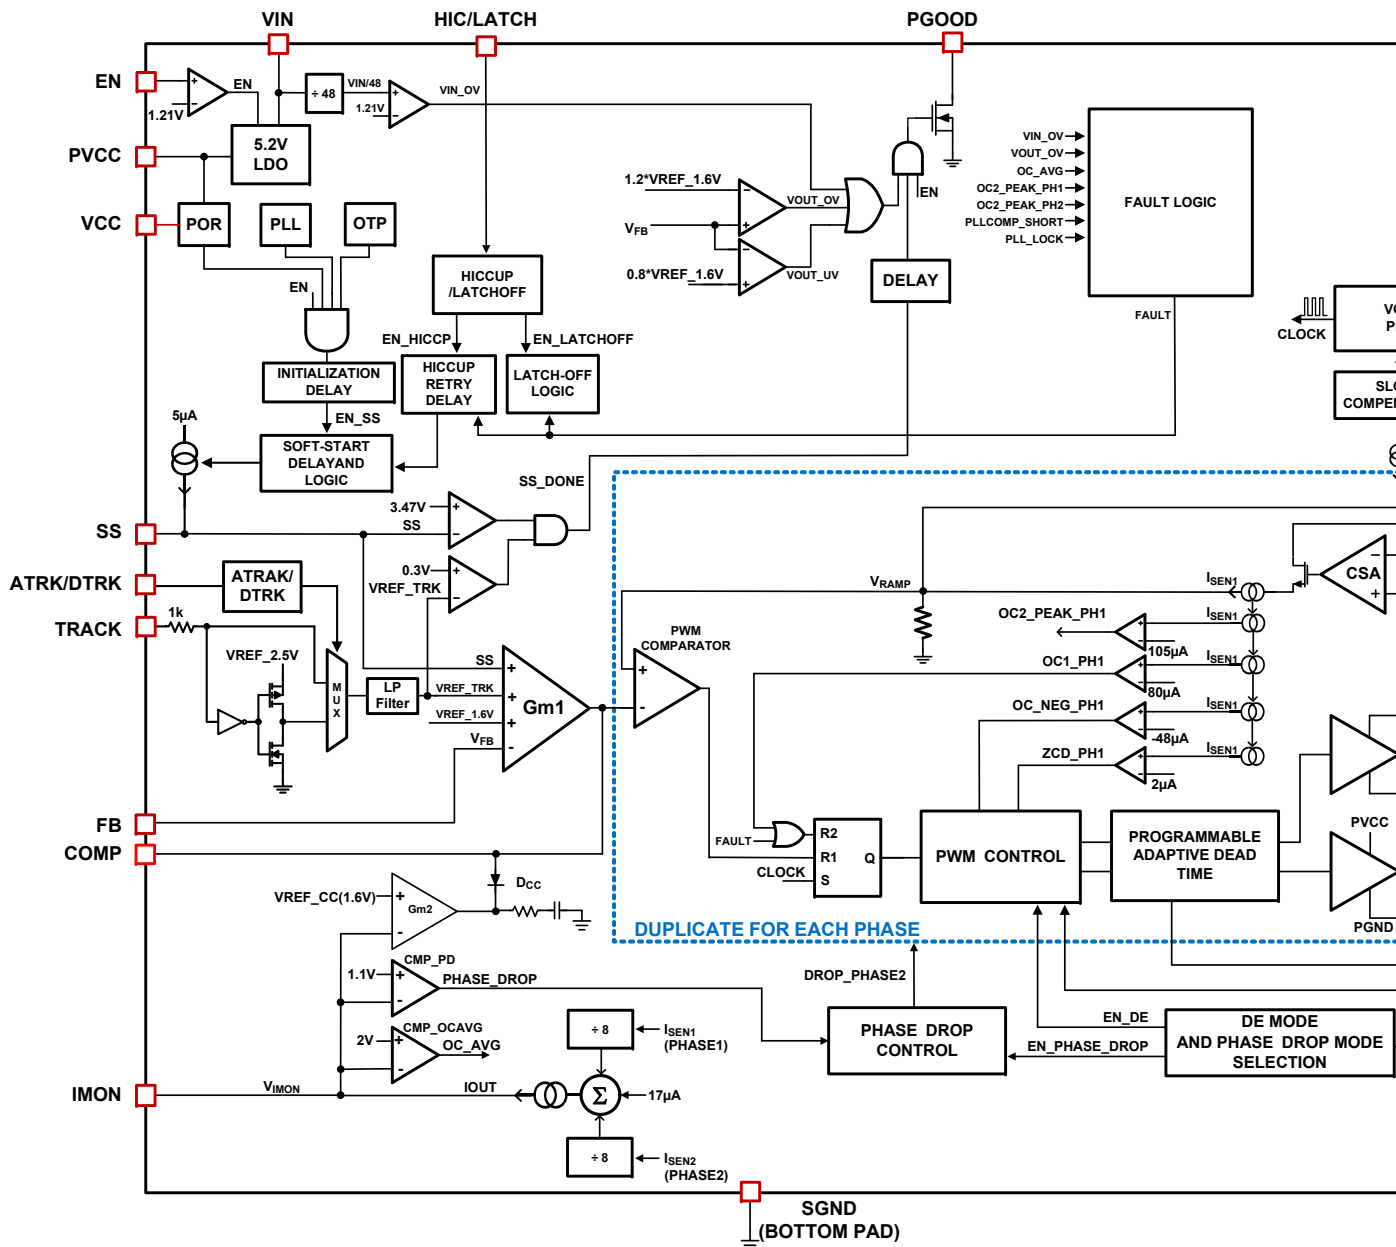 VIN
HIC/LATCH
PGOOD
EN
EN
1.21V
÷ 48
VIN/48
1.21V
VIN_OV
5.2V
LDO
PVCC
VCC
POR
PLL
OTP
EN
1.2*VREF_1.6V
VFB
0.8*VREF_1.6V
VOUT_OV
VOUT_UV
EN
DELAY
VIN_OV
VOUT_OV
OC_AVG
OC2_PEAK_PH1
OC2_PEAK_PH2
PLLCOMP_SHORT
PLL_LOCK
FAULT LOGIC
FAULT
CLOCK
VC
P
SLO
COMPEN
HICCUP
/LATCHOFF
EN_HICCP
EN_LATCHOFF
HICCUP
RETRY
DELAY
LATCH-OFF
LOGIC
INITIALIZATION
DELAY
EN_SS
5µA
SOFT-START
DELAYAND
LOGIC
SS_DONE
3.47V
SS
SS
0.3V
VREF_TRK
ATRK/DTRK
ATRAK/
DTRK
TRACK
1k
VREF_2.5V
MUX
LP
Filter
SS
VREF_TRK
VREF_1.6V
VFB
Gm1
PWM
COMPARATOR
VRAMP
CSA
ISEN1
OC2_PEAK_PH1
105µA
ISEN1
OC1_PH1
80µA
ISEN1
OC_NEG_PH1
-48µA
ISEN1
ZCD_PH1
2µA
ISEN1
FB
COMP
FAULT
CLOCK
R2
R1
S
Q
PWM CONTROL
PROGRAMMABLE
ADAPTIVE DEAD
TIME
PVCC
PGND
DUPLICATE FOR EACH PHASE
VREF_CC(1.6V)
Gm2
DCC
CMP_PD
1.1V
PHASE_DROP
CMP_OCAVG
2V
OC_AVG
DROP_PHASE2
PHASE DROP
CONTROL
EN_DE
EN_PHASE_DROP
DE MODE
AND PHASE DROP MODE
SELECTION
÷ 8
ISEN1
(PHASE1)
IMON
VIMON
IOUT
Σ
17µA
÷ 8
ISEN2
(PHASE2)
SGND
(BOTTOM PAD)